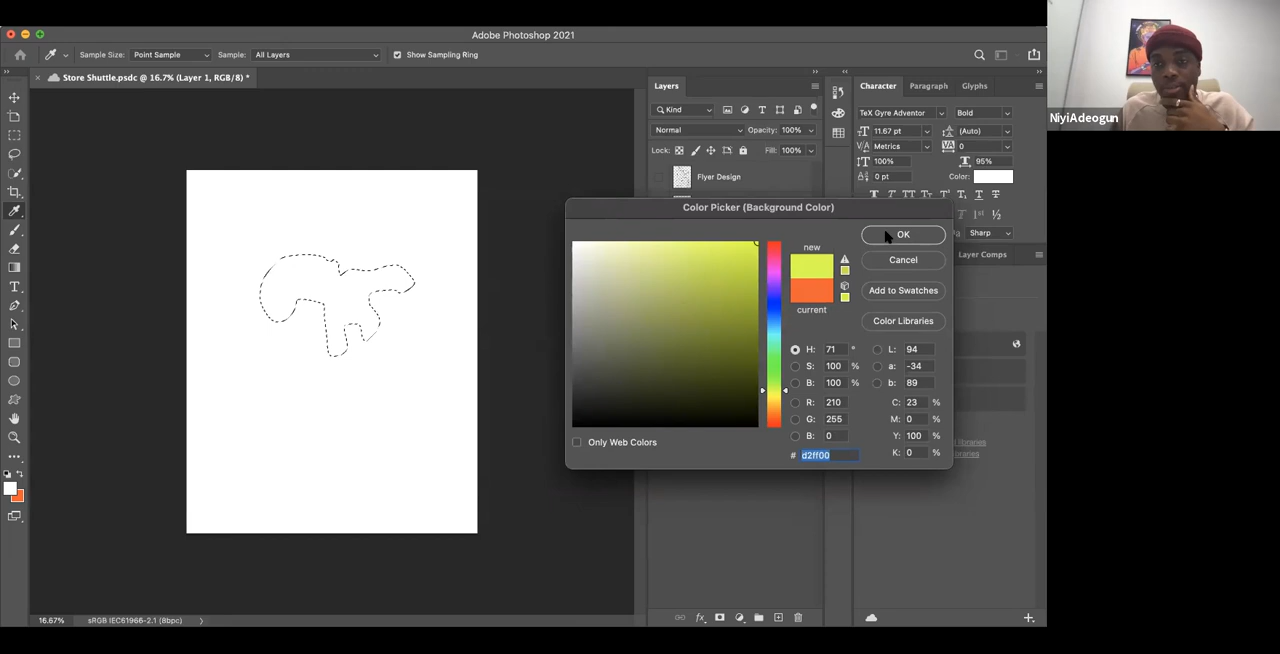 Adobe Photoshop 2021
Sample Size: Point Sample Sample: All Layers Show Sampling Ring
Store Shuttle.psdc @ 16.7% (Layer 1, RGB/8) *
Layers
Kind
Normal Opacity: 100%
Lock: Fill: 100%
Flyer Design
Character Paragraph Glyphs
TeX Gyre Adventor Bold
11.67 pt (Auto)
Metrics 0
100% 95%
0 pt Color:
Sharp
Layer Comps
NiyiAdeogun
Color Picker (Background Color)
new
current
OK
Cancel
Add to Swatches
Color Libraries
H: 71 ° L: 94
S: 100 % a: -34
B: 100 % b: 89
R: 210 C: 23 %
G: 255 M: 0 %
B: 0 Y: 100 %
# d2ff00 K: 0 %
Only Web Colors
libraries
16.67% sRGB IEC61966-2.1 (8bpc)